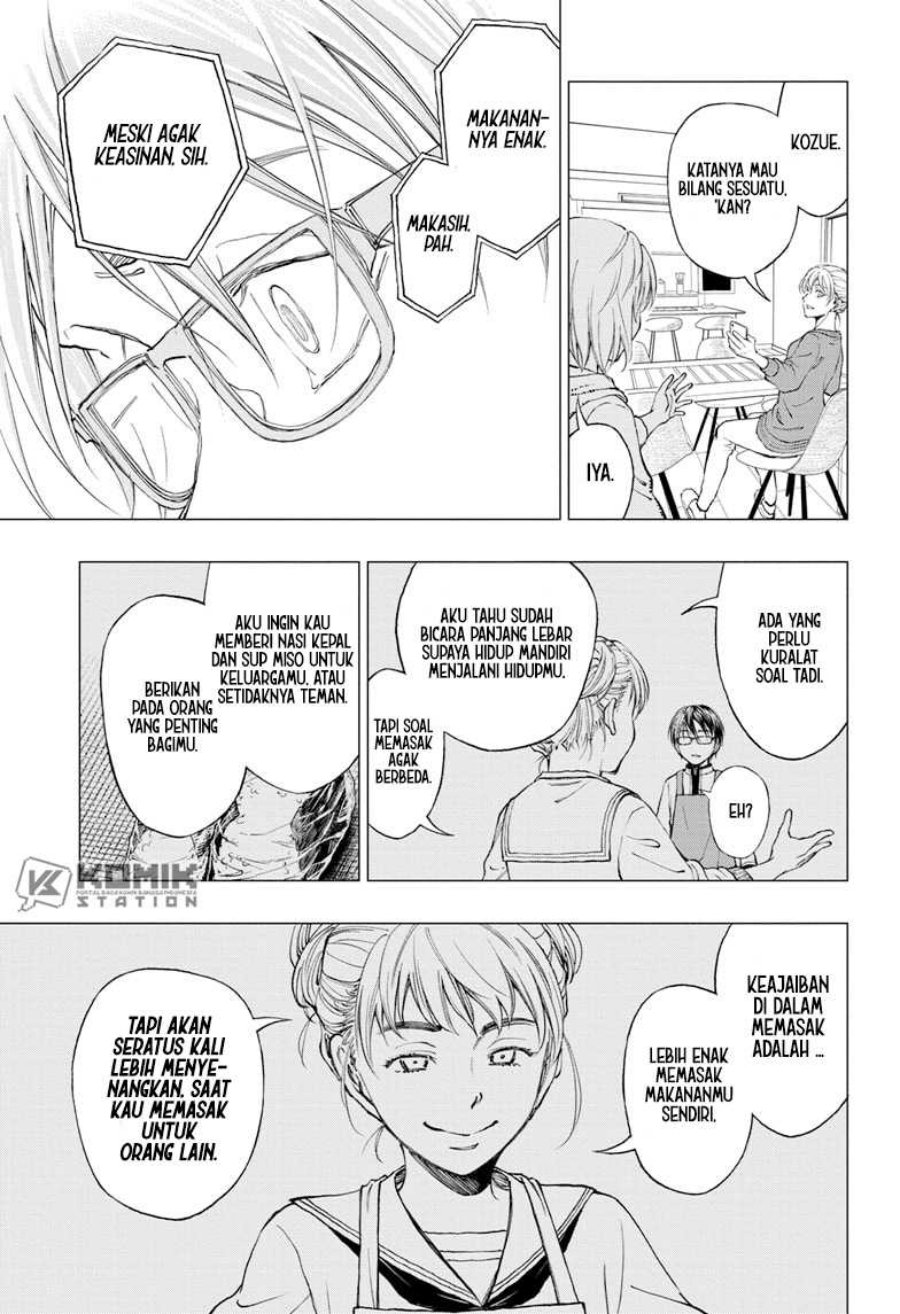 KOZUE.
KATANYA MAU
BILANG SESUATU,
'KAN?
IYA.
MAKANAN-
NYA ENAK.
MAKASIH,
PAH.
MESKI AGAK
KEASINAN, SIH.
ADA YANG
PERLU
KURALAT
SOAL TADI.
EH?
AKU TAHU SUDAH
BICARA PANJANG LEBAR
SUPAYA HIDUP MANDIRI
MENJALANI HIDUPMU,
TAPI SOAL
MEMASAK
AGAK
BERBEDA.
AKU INGIN KAU
MEMBERI NASI KEPAL
DAN SUP MISO UNTUK
KELUARGAMU, ATAU
SETIDAKNYA TEMAN.
BERIKAN
PADA ORANG
YANG PENTING
BAGIMU.
KOMIK
STATION
KEAJAIBAN
DI DALAM
MEMASAK
ADALAH ...
LEBIH ENAK
MEMASAK
MAKANANMU
SENDIRI,
TAPI AKAN
SERATUS KALI
LEBIH MENYE-
NANGKAN, SAAT
KAU MEMASAK
UNTUK
ORANG LAIN.